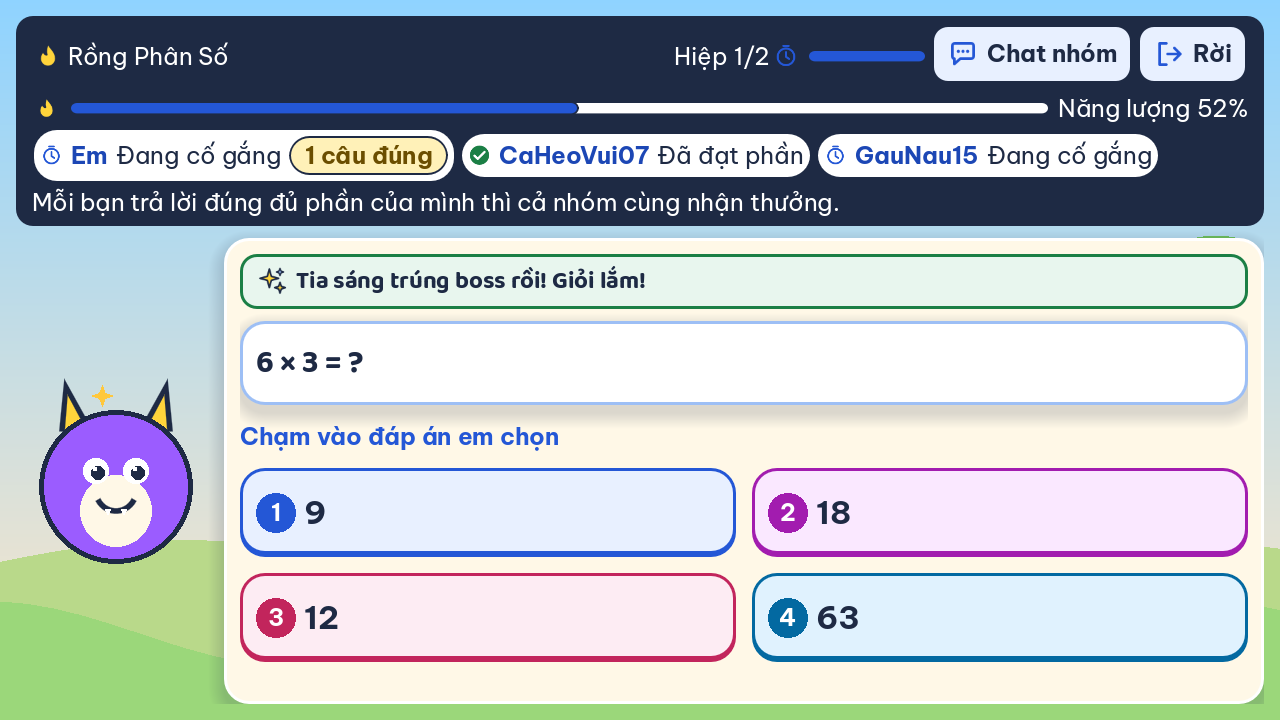 Rồng Phân Số
Hiệp 1/2
Chat nhóm
Rời
Năng lượng 52%
Em Đang cố gắng 1 câu đúng
CaHeoVui07 Đã đạt phần
GauNau15 Đang cố gắng
Mỗi bạn trả lời đúng đủ phần của mình thì cả nhóm cùng nhận thưởng.
Tia sáng trúng boss rồi! Giỏi lắm!
6 × 3 = ?
Chạm vào đáp án em chọn
1 9
2 18
3 12
4 63